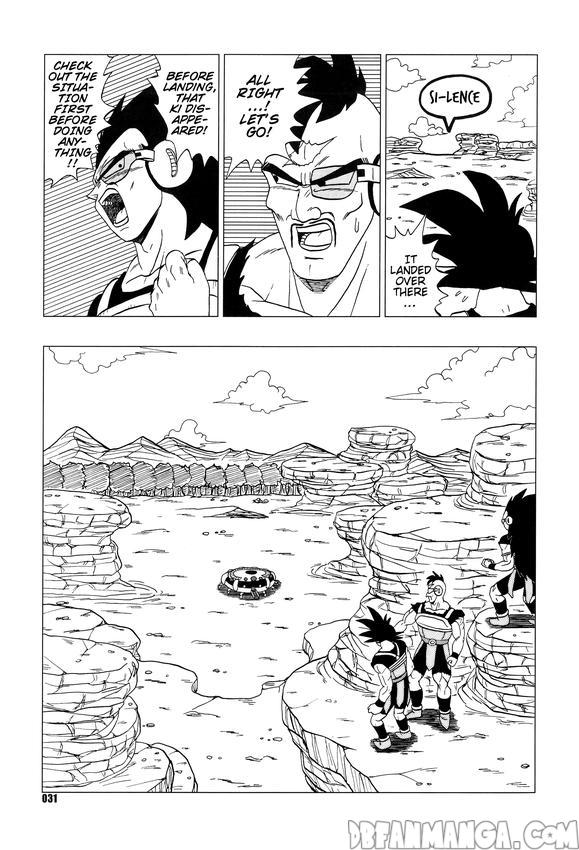 SI-LENCE
IT
LANDED
OVER
THERE
...
ALL
RIGHT
...!
LET'S
GO!
BEFORE
LANDING,
THAT
KI DIS-
APPE-
ARED!
CHECK
OUT THE
SITUA-
TION
FIRST
BEFORE
DOING
ANY-
THING
!!
031
DBFANMANGA.COM